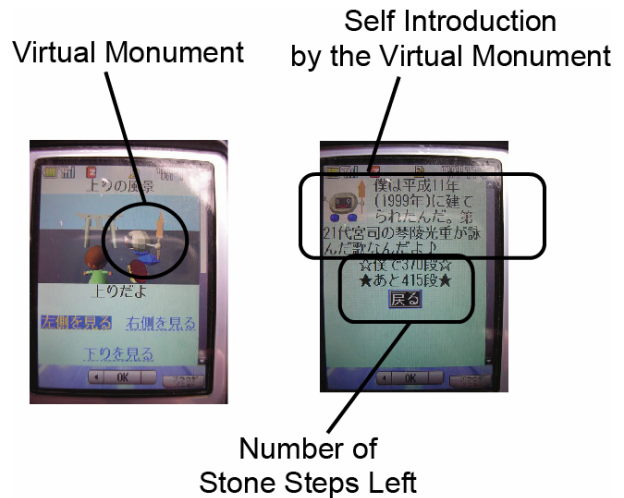 Virtual Monument
Self Introduction
by the Virtual Monument
上りの風景
上りだよ
左側を見る 右側を見る
下りを見る
OK
僕は平成11年
(1999年)に建て
られたんだ。第
21代宮司の琴陵光重が詠
んだ歌なんだよ♪
☆僕で370段☆
★あと415段★
戻る
OK
Number of
Stone Steps Left